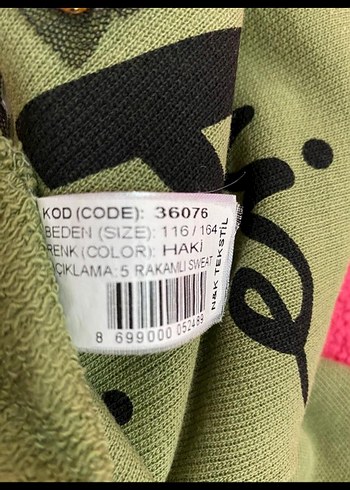 KOD (CODE): 36076
BEDEN (SIZE): 116 / 164
RENK (COLOR): HAKİ
AÇIKLAMA: 5 RAKAMLI SWEAT
8 699000 052489
N&K TEKSTİL